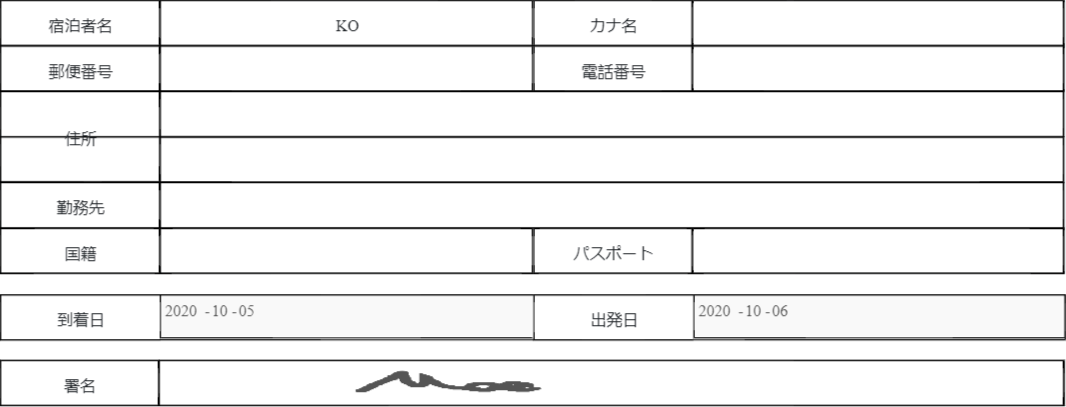 宿泊者名 KO カナ名
郵便番号 電話番号
住所
勤務先
国籍 パスポート
到着日 2020 -10 -05 出発日 2020 -10 -06
署名